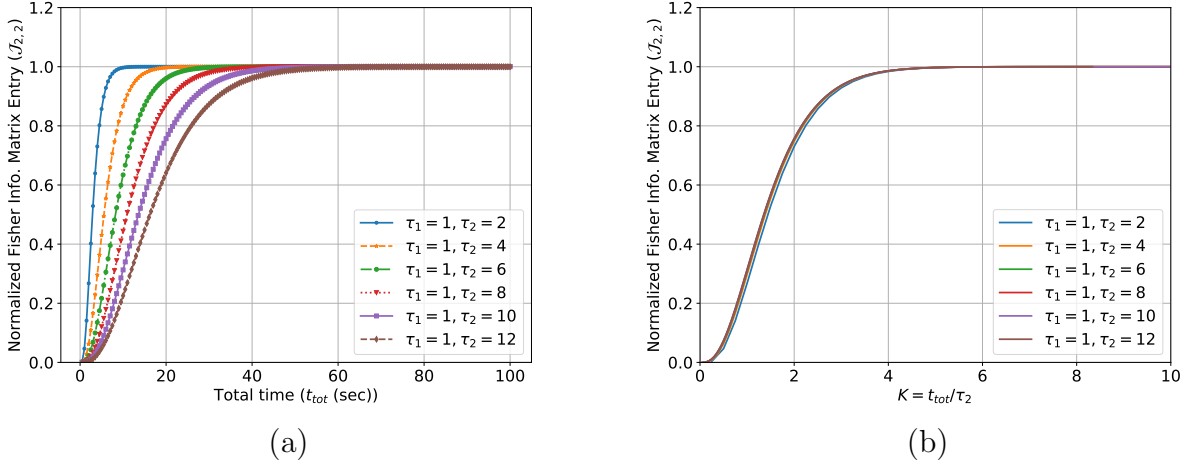 Normalized Fisher Info. Matrix Entry (𝒥₂,₂)
1.2
1.0
0.8
0.6
0.4
0.2
0.0
τ₁ = 1, τ₂ = 2
τ₁ = 1, τ₂ = 4
τ₁ = 1, τ₂ = 6
τ₁ = 1, τ₂ = 8
τ₁ = 1, τ₂ = 10
τ₁ = 1, τ₂ = 12
0 20 40 60 80 100
Total time (t_tot (sec))
(a)
Normalized Fisher Info. Matrix Entry (𝒥₂,₂)
1.2
1.0
0.8
0.6
0.4
0.2
0.0
τ₁ = 1, τ₂ = 2
τ₁ = 1, τ₂ = 4
τ₁ = 1, τ₂ = 6
τ₁ = 1, τ₂ = 8
τ₁ = 1, τ₂ = 10
τ₁ = 1, τ₂ = 12
0 2 4 6 8 10
K = t_tot/τ₂
(b)